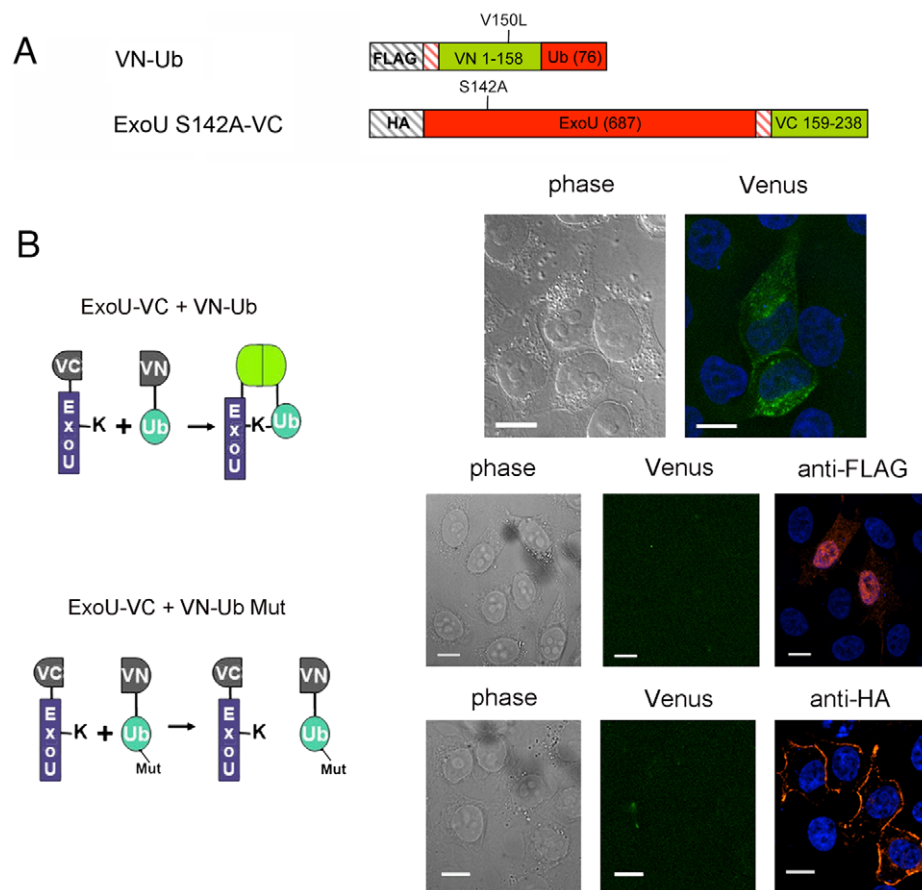 A
VN-Ub
V150L
FLAG VN 1-158 Ub (76)
ExoU S142A-VC
S142A
HA ExoU (687) VC 159-238
phase Venus
B
ExoU-VC + VN-Ub
VC VN
ExoU K + Ub ExoU K Ub
phase Venus anti-FLAG
ExoU-VC + VN-Ub Mut
VC VN VC VN
ExoU K + Ub ExoU K Ub
Mut Mut
phase Venus anti-HA